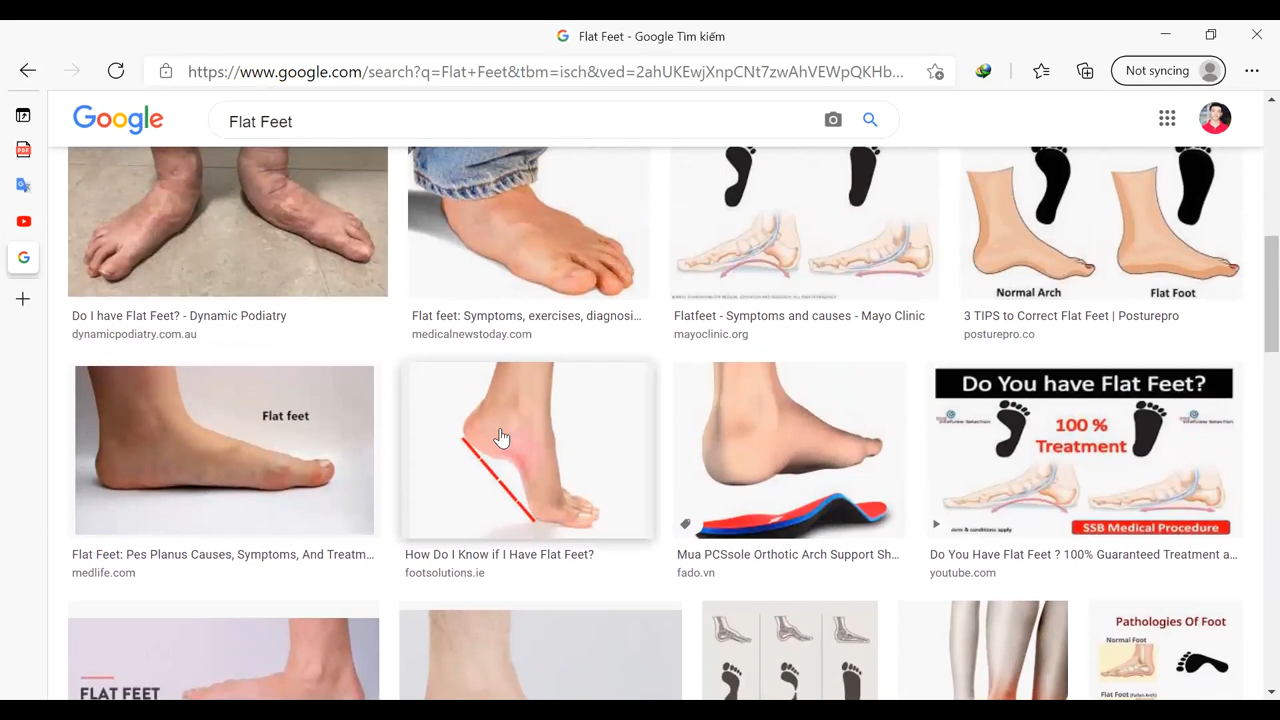 Flat Feet - Google Tìm kiếm
https://www.google.com/search?q=Flat+Feet&tbm=isch&ved=2ahUKEwjXnpCNt7zwAhVEWpQKHb...
Not syncing
PDF
Google
Flat Feet
Normal Arch
Flat Foot
Do I have Flat Feet? - Dynamic Podiatry
dynamicpodiatry.com.au
Flat feet: Symptoms, exercises, diagnosi...
medicalnewstoday.com
Flatfeet - Symptoms and causes - Mayo Clinic
mayoclinic.org
3 TIPS to Correct Flat Feet | Posturepro
posturepro.co
Flat feet
Do You have Flat Feet?
100 %
Treatment
SSB Medical Procedure
Flat Feet: Pes Planus Causes, Symptoms, And Treatm...
medlife.com
How Do I Know if I Have Flat Feet?
footsolutions.ie
Mua PCSsole Orthotic Arch Support Sh...
fado.vn
Do You Have Flat Feet ? 100% Guaranteed Treatment a...
youtube.com
FLAT FEET
Pathologies Of Foot
Normal Foot
Flat Foot